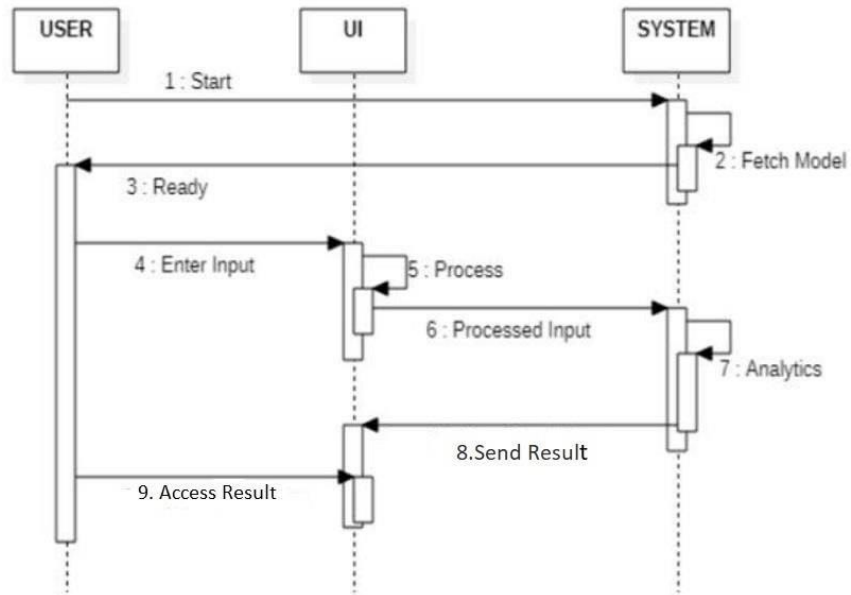 USER
UI
SYSTEM
1 : Start
2 : Fetch Model
3 : Ready
4 : Enter Input
5 : Process
6 : Processed Input
7 : Analytics
8.Send Result
9. Access Result